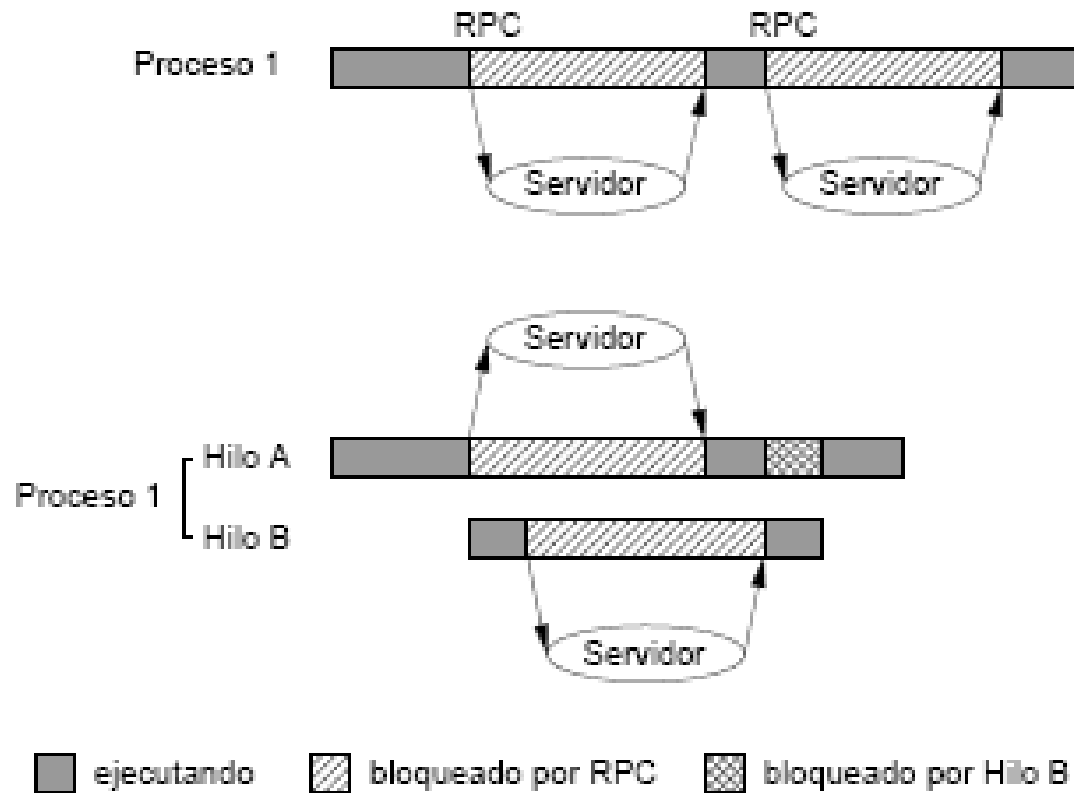 RPC RPC
Proceso 1
Servidor Servidor
Servidor
Hilo A
Proceso 1
Hilo B
Servidor
ejecutando bloqueado por RPC bloqueado por Hilo B